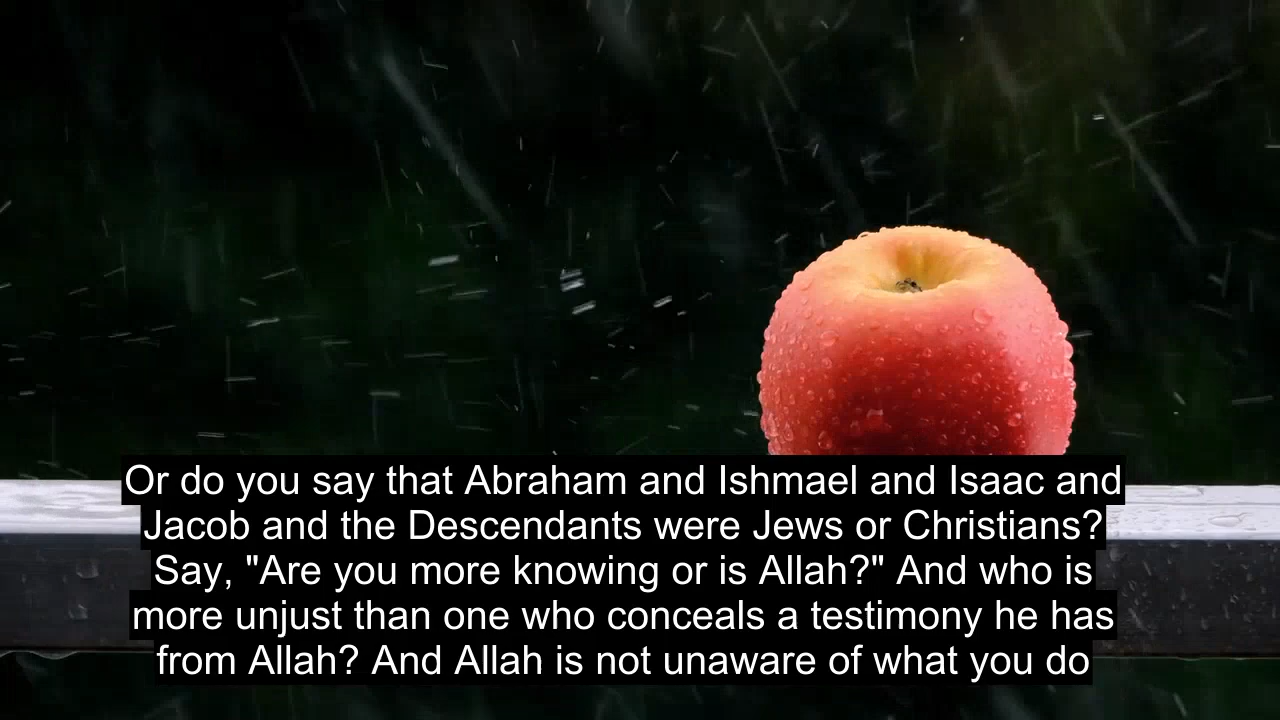 Or do you say that Abraham and Ishmael and Isaac and
Jacob and the Descendants were Jews or Christians?
Say, "Are you more knowing or is Allah?" And who is
more unjust than one who conceals a testimony he has
from Allah? And Allah is not unaware of what you do